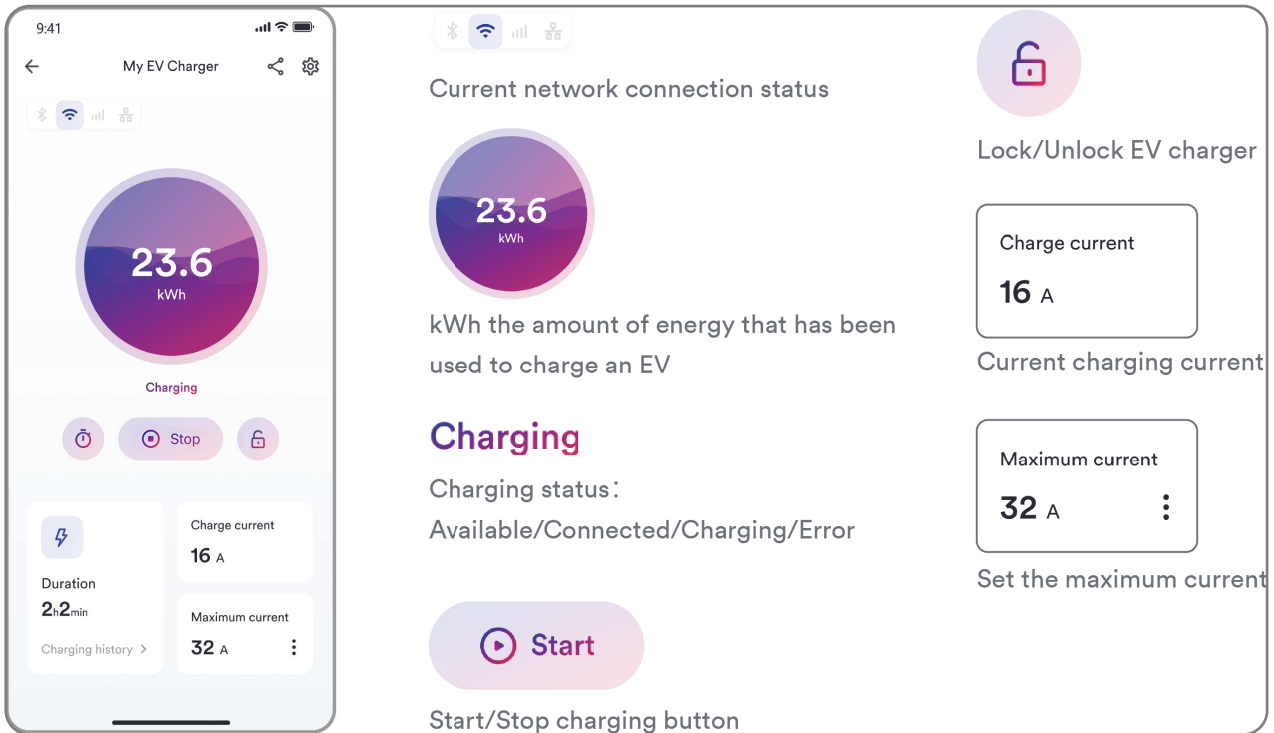 9:41
My EV Charger
23.6
kWh
Charging
Stop
Duration
2h2min
Charging history >
Charge current
16 A
Maximum current
32 A
Current network connection status
23.6
kWh
kWh the amount of energy that has been
used to charge an EV
Charging
Charging status:
Available/Connected/Charging/Error
Start
Start/Stop charging button
Lock/Unlock EV charger
Charge current
16 A
Current charging current
Maximum current
32 A
Set the maximum current